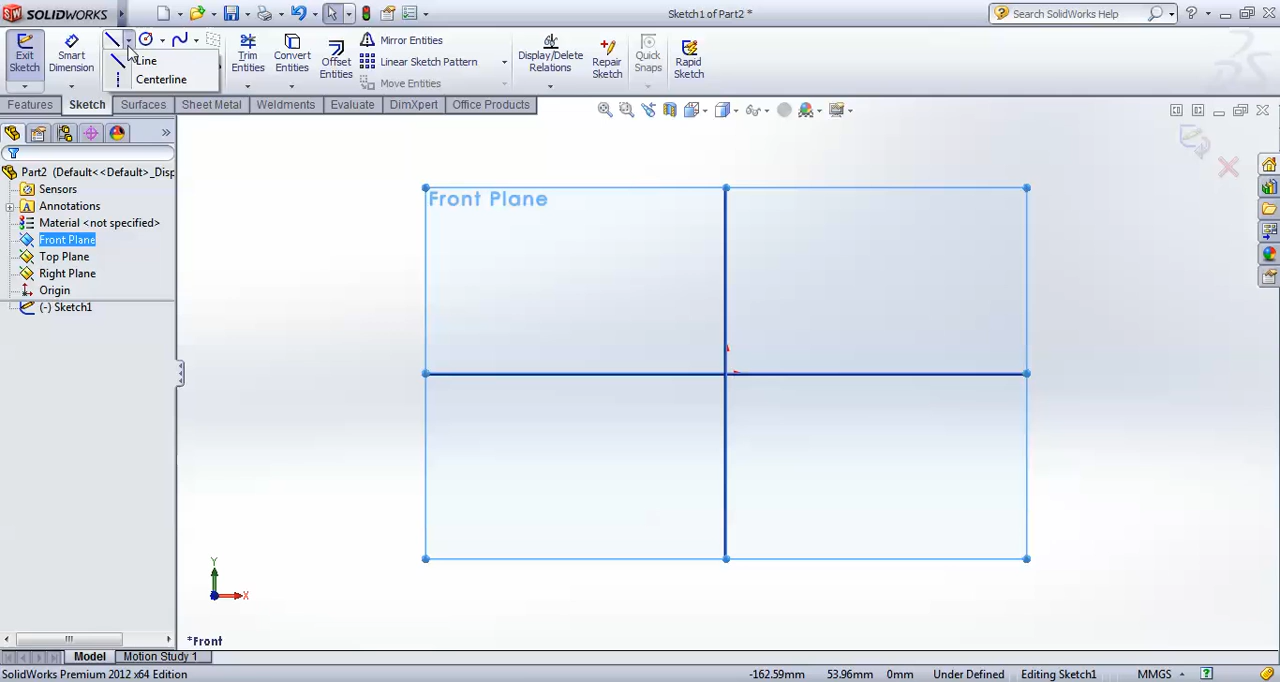 SOLIDWORKS
Sketch1 of Part2 *
Search SolidWorks Help
Exit Sketch
Smart Dimension
Line
Centerline
Trim Entities
Convert Entities
Offset Entities
Mirror Entities
Linear Sketch Pattern
Move Entities
Display/Delete Relations
Repair Sketch
Quick Snaps
Rapid Sketch
Features
Sketch
Surfaces
Sheet Metal
Weldments
Evaluate
DimXpert
Office Products
Part2 (Default<<Default>_Disp
Sensors
Annotations
Material <not specified>
Front Plane
Top Plane
Right Plane
Origin
(-) Sketch1
Front Plane
Y
X
*Front
Model
Motion Study 1
SolidWorks Premium 2012 x64 Edition
-162.59mm
53.96mm
0mm
Under Defined
Editing Sketch1
MMGS